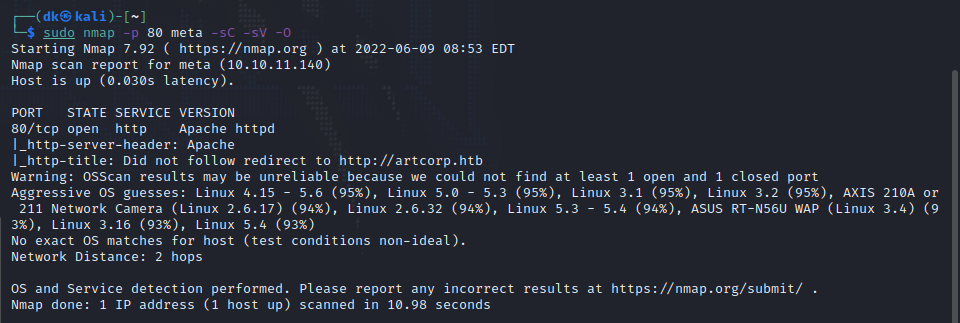 ┌──(dk㉿kali)-[~]
└─$ sudo nmap -p 80 meta -sC -sV -O
Starting Nmap 7.92 ( https://nmap.org ) at 2022-06-09 08:53 EDT
Nmap scan report for meta (10.10.11.140)
Host is up (0.030s latency).
PORT   STATE SERVICE VERSION
80/tcp open  http    Apache httpd
|_http-server-header: Apache
|_http-title: Did not follow redirect to http://artcorp.htb
Warning: OSScan results may be unreliable because we could not find at least 1 open and 1 closed port
Aggressive OS guesses: Linux 4.15 - 5.6 (95%), Linux 5.0 - 5.3 (95%), Linux 3.1 (95%), Linux 3.2 (95%), AXIS 210A or
 211 Network Camera (Linux 2.6.17) (94%), Linux 2.6.32 (94%), Linux 5.3 - 5.4 (94%), ASUS RT-N56U WAP (Linux 3.4) (9
3%), Linux 3.16 (93%), Linux 5.4 (93%)
No exact OS matches for host (test conditions non-ideal).
Network Distance: 2 hops
OS and Service detection performed. Please report any incorrect results at https://nmap.org/submit/ .
Nmap done: 1 IP address (1 host up) scanned in 10.98 seconds